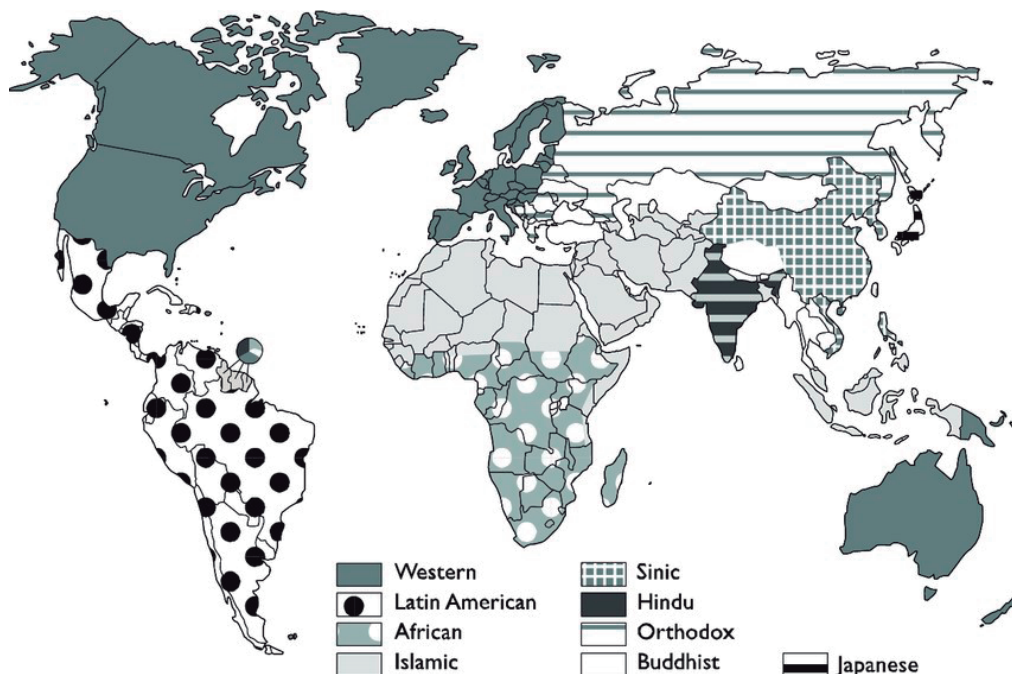 Western
Latin American
African
Islamic
Sinic
Hindu
Orthodox
Buddhist
Japanese